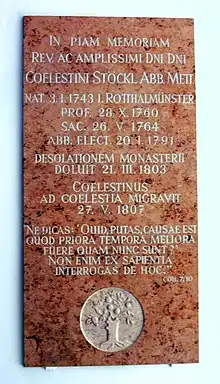 IN PIAM MEMORIAM
REV. AC AMPLISSIMI DNI DNI
COELESTINI STÖCKL ABB. MET.
NAT. 3. I. 1743 I. ROTTHALMÜNSTER
PROF. 28. X. 1760
SAC. 26. V. 1764
ABB. ELECT. 20. I. 1791
DESOLATIONEM MONASTERII
DOLUIT 21. III. 1803
COELESTINUS
AD COELESTIA MIGRAVIT
27. V. 1807
NE DICAS: "QUID, PUTAS, CAUSAE EST
QUOD PRIORA TEMPORA MELIORA
FUERE QUAM NUNC SUNT?
NON ENIM EX SAPIENTIA
INTERROGAS DE HOC."
COH. 7/10